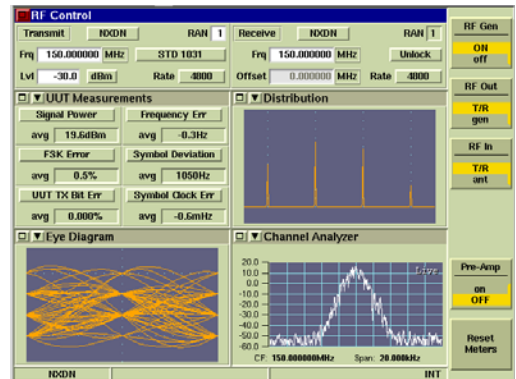 RF Control
Transmit NXDN RAN 1
Frq 150.000000 MHz STD 1031
Lvl -30.0 dBm Rate 4800
Receive NXDN RAN 1
Frq 150.000000 MHz Unlock
Offset 0.000000 MHz Rate 4800
UUT Measurements
Signal Power Frequency Err
avg 19.6dBm avg -0.3Hz
FSK Error Symbol Deviation
avg 0.5% avg 1050Hz
UUT TX Bit Err Symbol Clock Err
avg 0.000% avg -0.6mHz
Distribution
Eye Diagram
Channel Analyzer
Live
20.0
10.0
0.0
-10.0
-20.0
-30.0
-40.0
-50.0
-60.0
CF: 150.000000MHz Span: 20.000kHz
NXDN INT
RF Gen
ON
off
RF Out
T/R
gen
RF In
T/R
ant
Pre-Amp
on
OFF
Reset
Meters